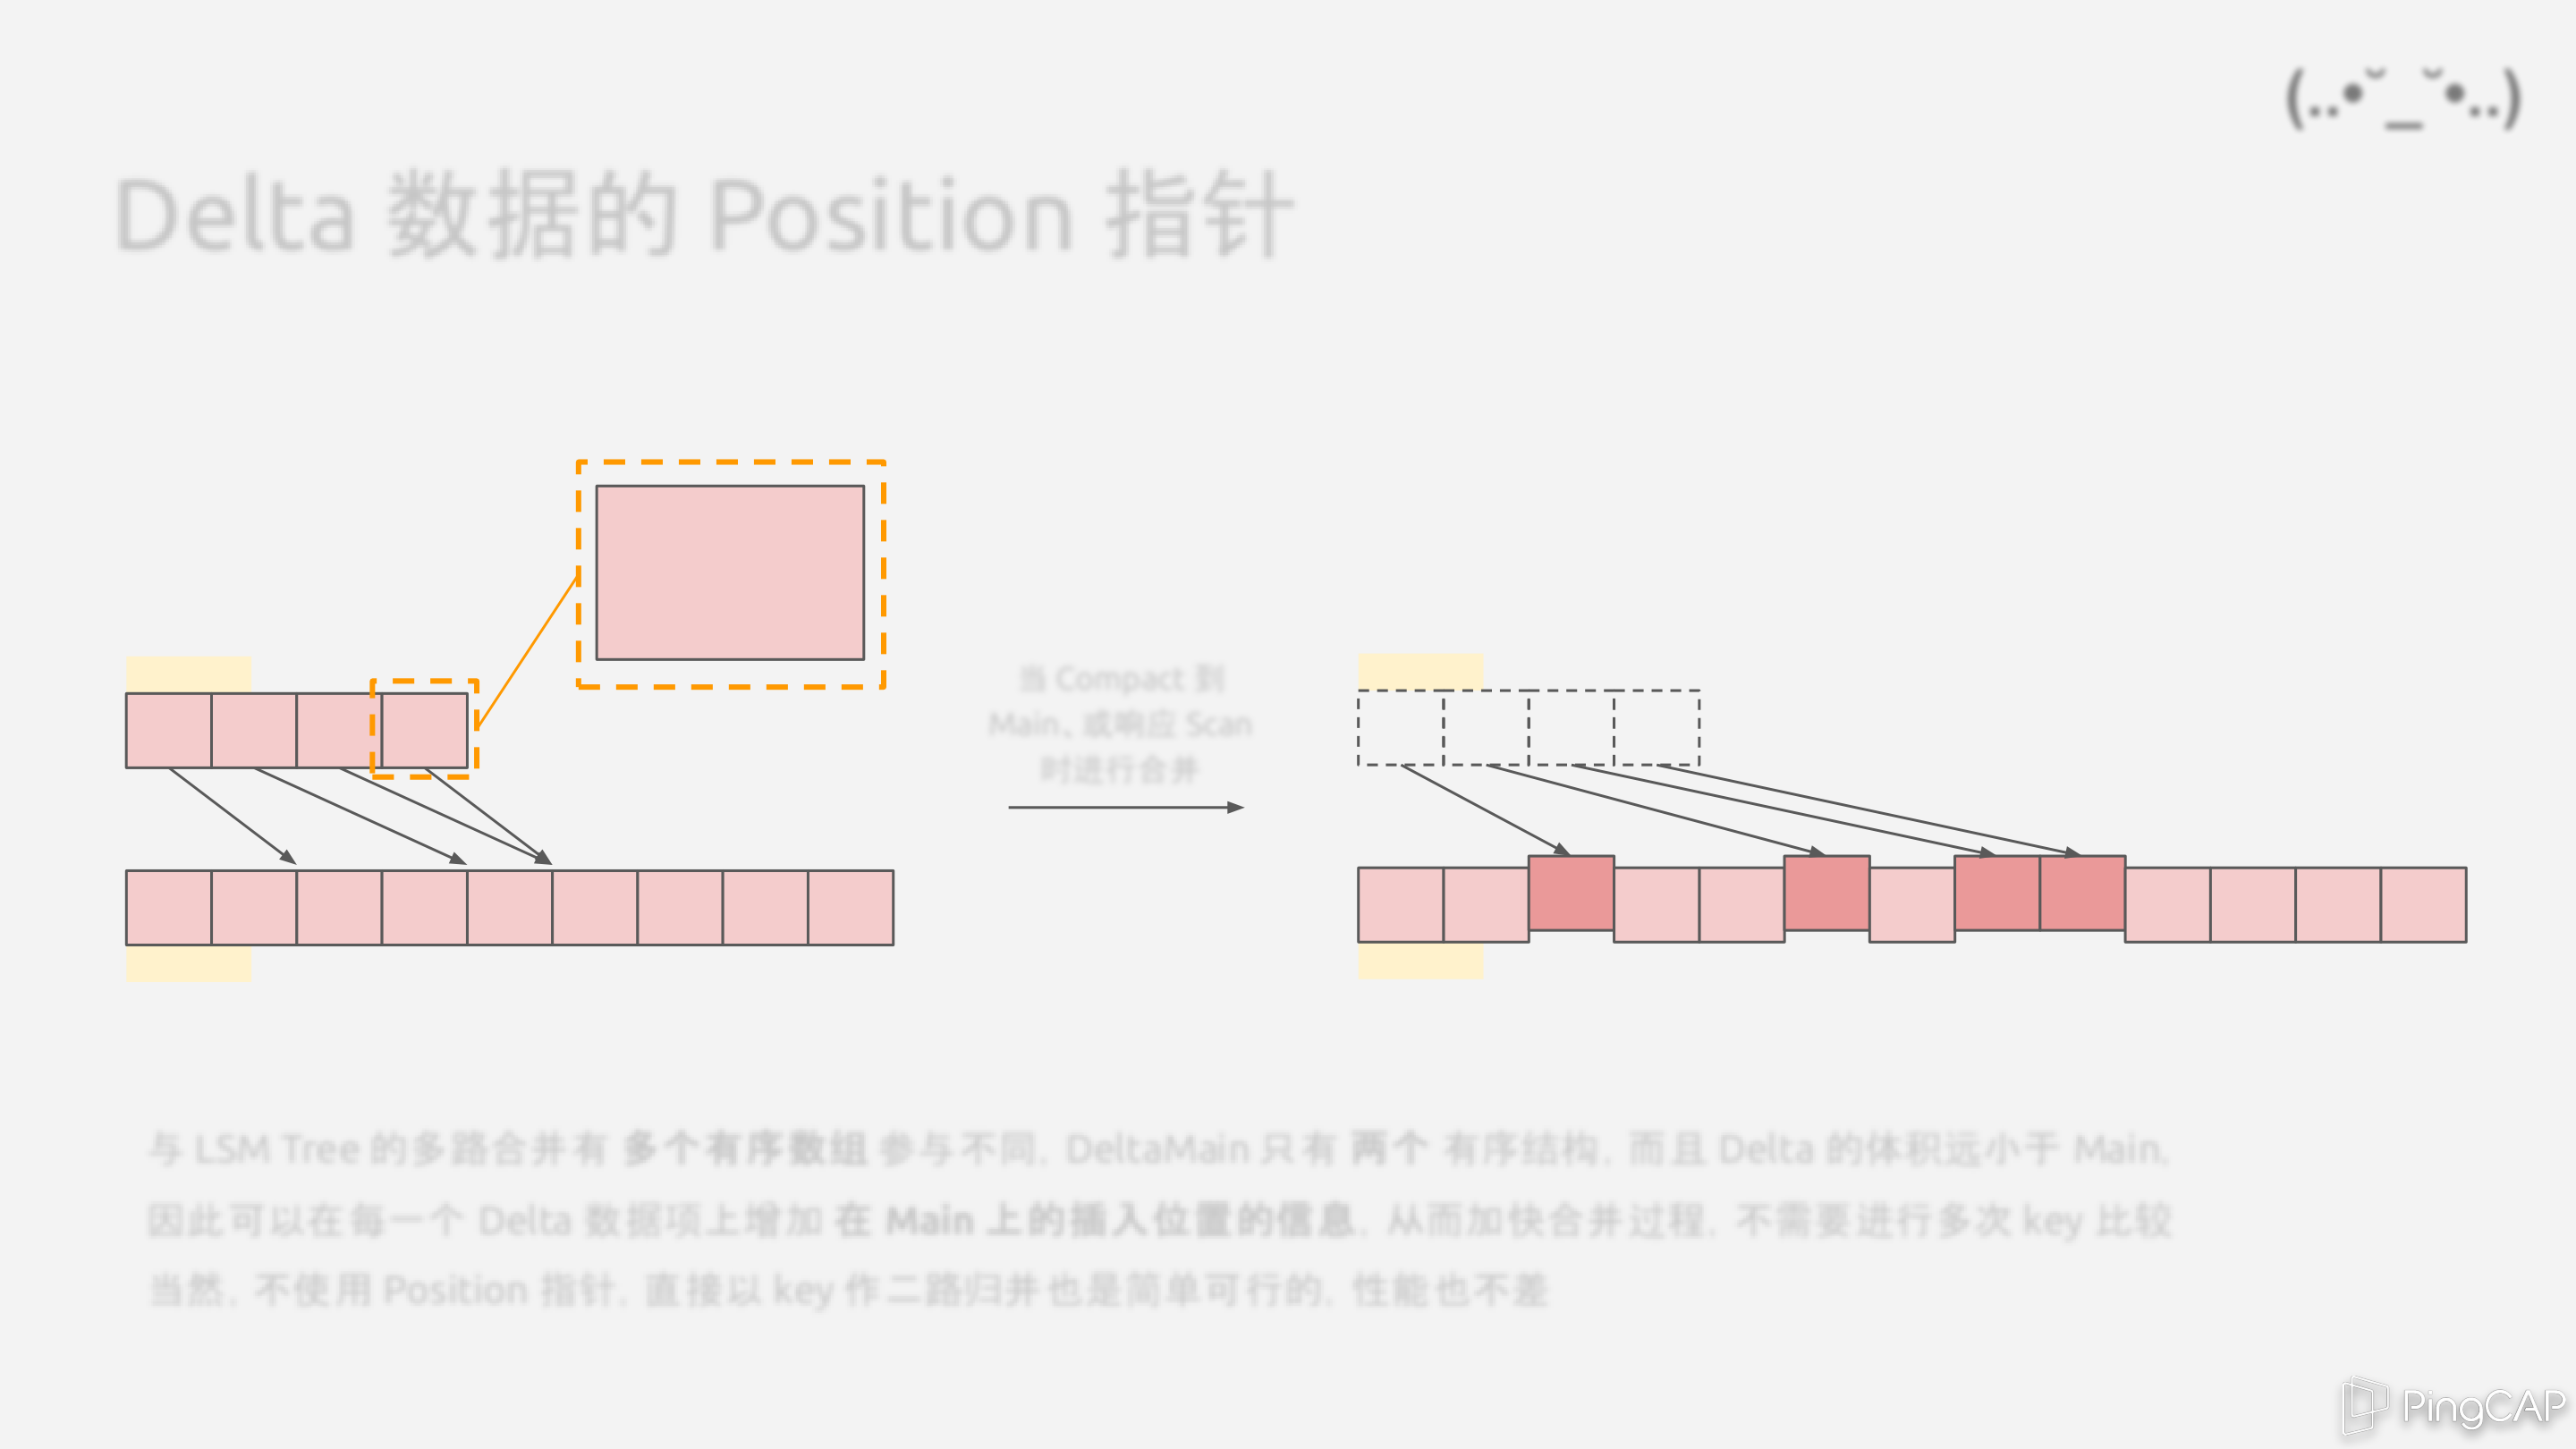 (..•˘_˘•..)
Delta 数据的 Position 指针
当 Compact 到
Main、或响应 Scan
时进行合并
与 LSM Tree 的多路合并有 多个有序数组 参与不同，DeltaMain 只有 两个 有序结构，而且 Delta 的体积远小于 Main，
因此可以在每一个 Delta 数据项上增加 在 Main 上的插入位置的信息，从而加快合并过程，不需要进行多次 key 比较
当然，不使用 Position 指针，直接以 key 作二路归并也是简单可行的，性能也不差
PingCAP